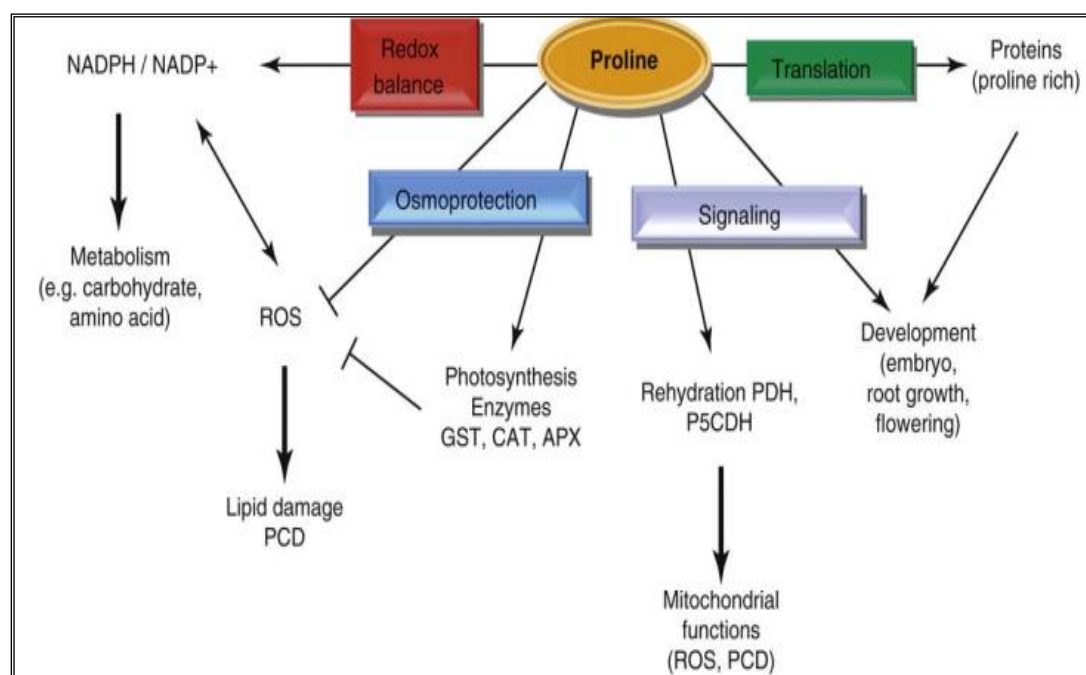 NADPH / NADP+
Redox
balance
Proline
Translation
Proteins
(proline rich)
Osmoprotection
Signaling
Metabolism
(e.g. carbohydrate,
amino acid)
ROS
Photosynthesis
Enzymes
GST, CAT, APX
Rehydration PDH,
P5CDH
Development
(embryo,
root growth,
flowering)
Lipid damage
PCD
Mitochondrial
functions
(ROS, PCD)